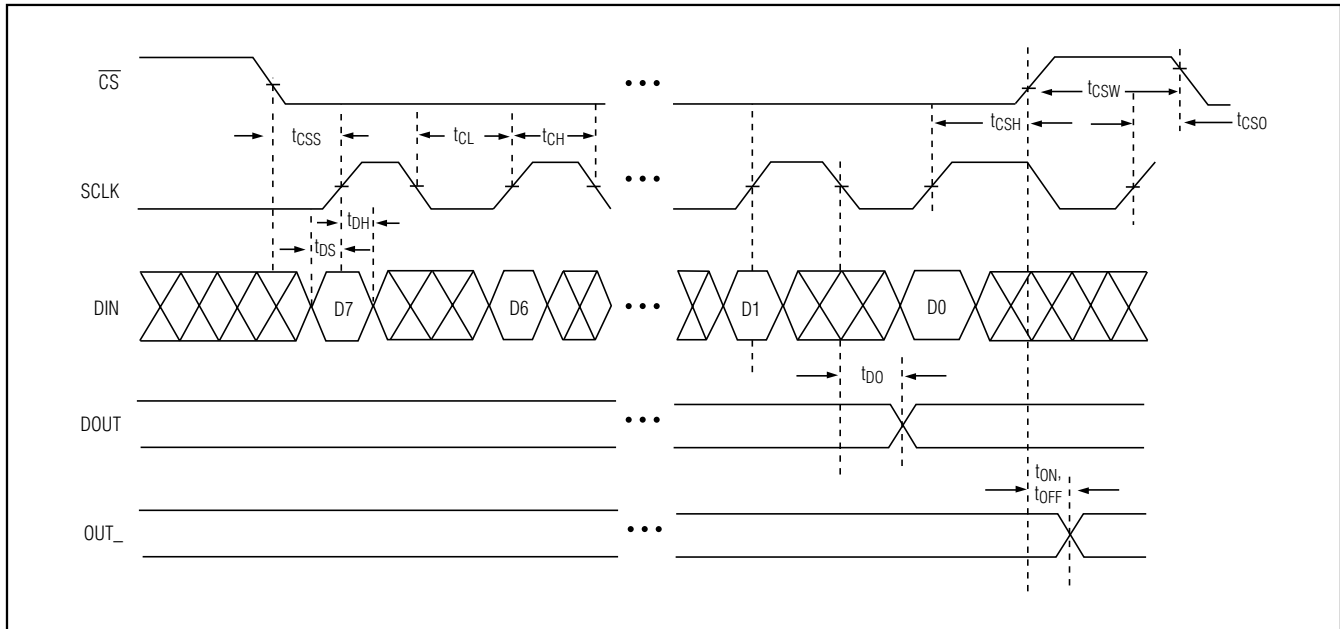 CS
•••
tCSW
tCSS
tCL
tCH
tCSH
tCSO
SCLK
•••
tDH
tDS
DIN
D7
D6
•••
D1
D0
tDO
DOUT
•••
tON,
tOFF
OUT_
•••